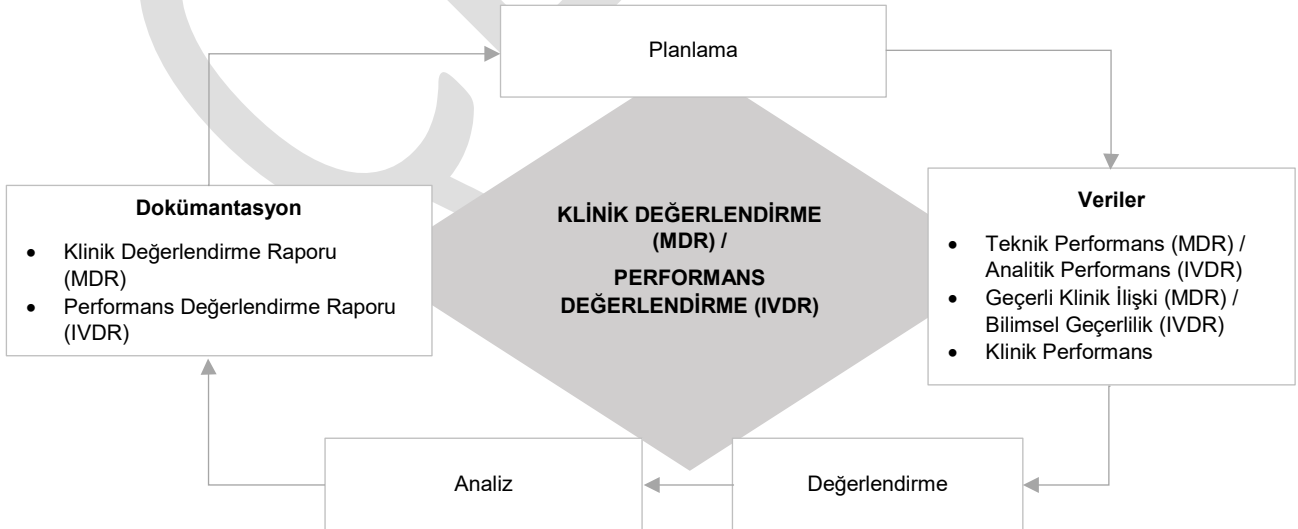 Planlama
Dokümantasyon
• Klinik Değerlendirme Raporu
(MDR)
• Performans Değerlendirme Raporu
(IVDR)
KLİNİK DEĞERLENDİRME
(MDR) /
PERFORMANS
DEĞERLENDİRME (IVDR)
Veriler
• Teknik Performans (MDR) /
Analitik Performans (IVDR)
• Geçerli Klinik İlişki (MDR) /
Bilimsel Geçerlilik (IVDR)
• Klinik Performans
Analiz
Değerlendirme